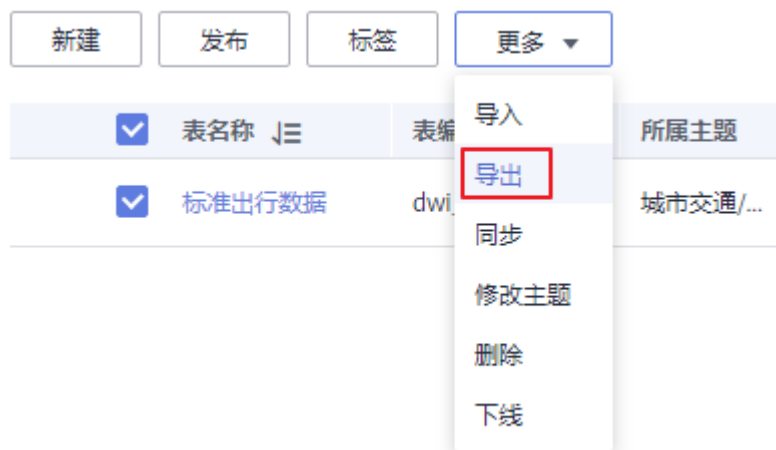 新建 发布 标签 更多
表名称 表编 所属主题
标准出行数据 dwi_ 城市交通/...
导入
导出
同步
修改主题
删除
下线